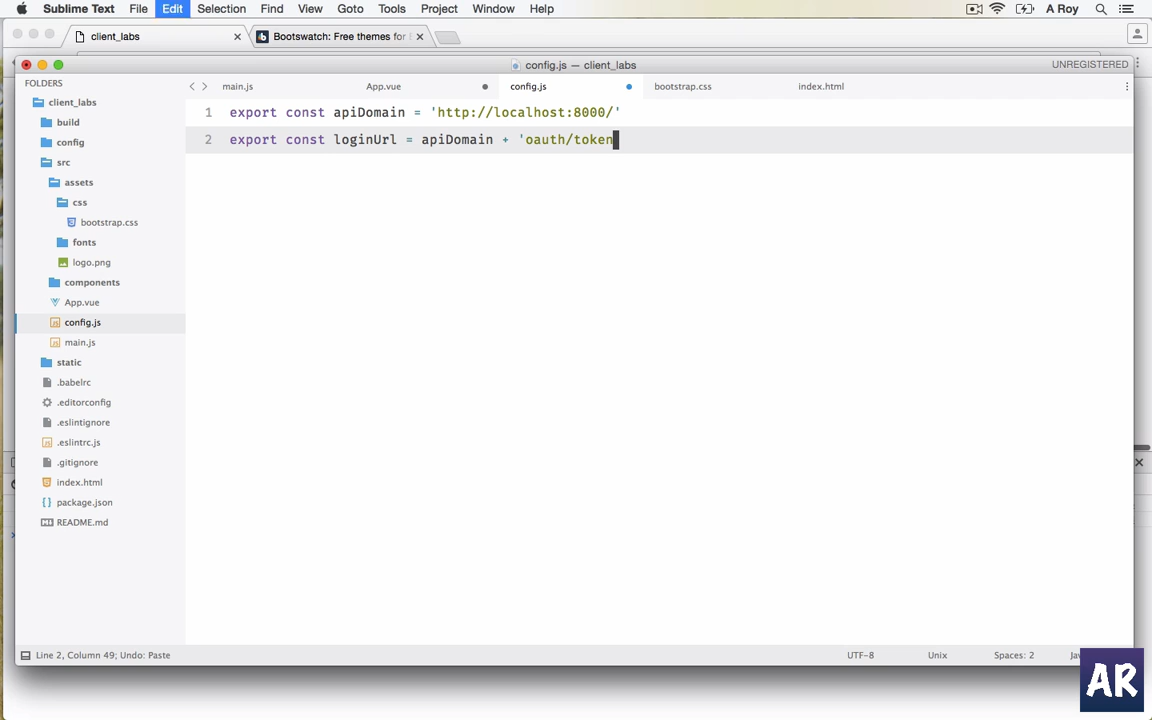 Sublime Text File Edit Selection Find View Goto Tools Project Window Help A Roy
client_labs Bootswatch: Free themes for
config.js — client_labs UNREGISTERED
FOLDERS
client_labs
build
config
src
assets
css
bootstrap.css
fonts
logo.png
components
App.vue
config.js
main.js
static
.babelrc
.editorconfig
.eslintignore
.eslintrc.js
.gitignore
index.html
package.json
README.md
main.js App.vue config.js bootstrap.css index.html
1 export const apiDomain = 'http://localhost:8000/'
2 export const loginUrl = apiDomain + 'oauth/token
Line 2, Column 49; Undo: Paste UTF-8 Unix Spaces: 2
AR